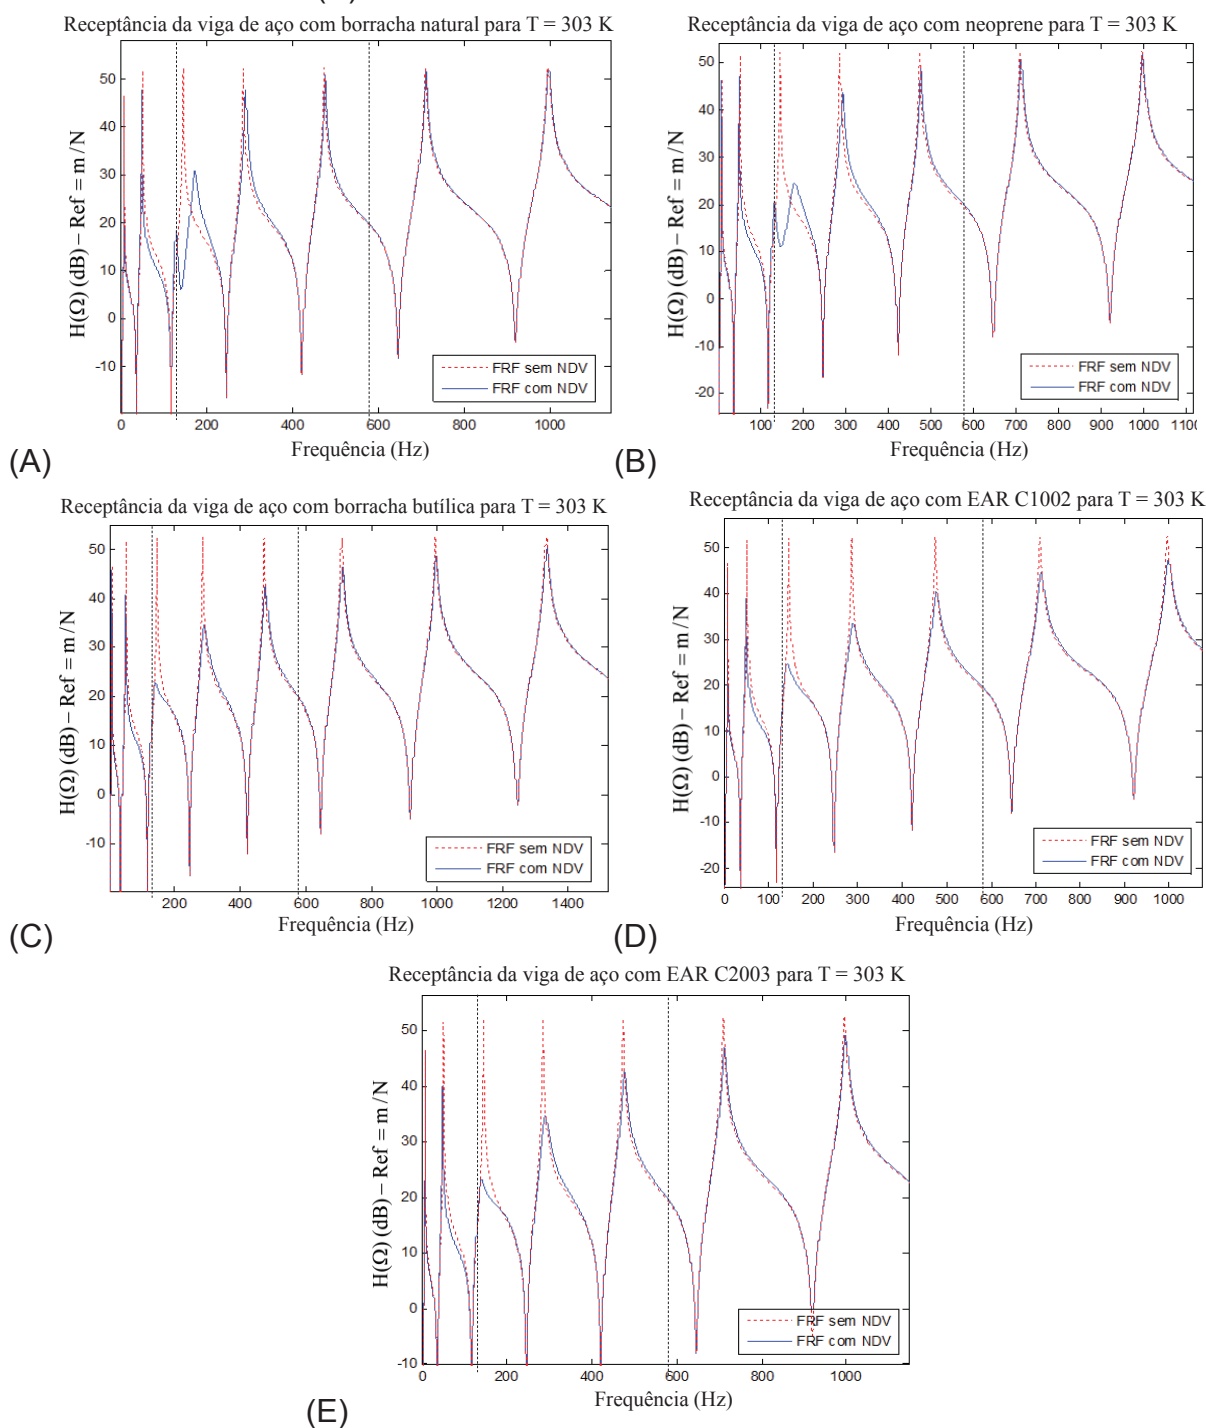 Receptância da viga de aço com borracha natural para T = 303 K
H(Ω) (dB) – Ref = m / N
50
40
30
20
10
0
-10
FRF sem NDV
FRF com NDV
0 200 400 600 800 1000
Frequência (Hz)
(A)
Receptância da viga de aço com neoprene para T = 303 K
H(Ω) (dB) – Ref = m / N
50
40
30
20
10
0
-10
-20
FRF sem NDV
FRF com NDV
100 200 300 400 500 600 700 800 900 1000 1100
Frequência (Hz)
(B)
Receptância da viga de aço com borracha butílica para T = 303 K
H(Ω) (dB) – Ref = m / N
50
40
30
20
10
0
-10
FRF sem NDV
FRF com NDV
200 400 600 800 1000 1200 1400
Frequência (Hz)
(C)
Receptância da viga de aço com EAR C1002 para T = 303 K
H(Ω) (dB) – Ref = m / N
50
40
30
20
10
0
-10
-20
FRF sem NDV
FRF com NDV
0 100 200 300 400 500 600 700 800 900 1000
Frequência (Hz)
(D)
Receptância da viga de aço com EAR C2003 para T = 303 K
H(Ω) (dB) – Ref = m / N
50
40
30
20
10
0
-10
FRF sem NDV
FRF com NDV
0 200 400 600 800 1000
Frequência (Hz)
(E)